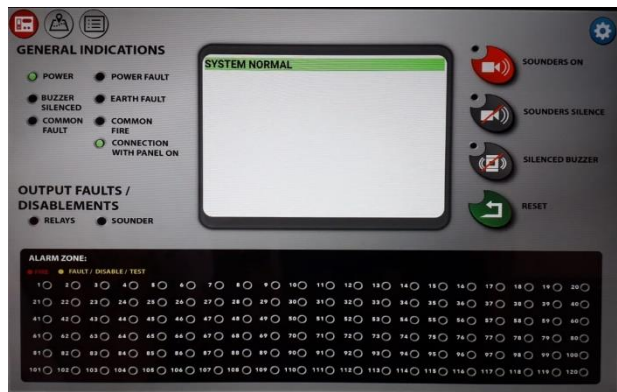 GENERAL INDICATIONS
POWER
POWER FAULT
BUZZER
SILENCED
EARTH FAULT
COMMON
FAULT
COMMON
FIRE
CONNECTION
WITH PANEL ON
OUTPUT FAULTS /
DISABLEMENTS
RELAYS
SOUNDER
SYSTEM NORMAL
SOUNDERS ON
SOUNDERS SILENCE
SILENCED BUZZER
RESET
ALARM ZONE:
FIRE FAULT / DISABLE / TEST
1 2 3 4 5 6 7 8 9 10 11 12 13 14 15 16 17 18 19 20
21 22 23 24 25 26 27 28 29 30 31 32 33 34 35 36 37 38 39 40
41 42 43 44 45 46 47 48 49 50 51 52 53 54 55 56 57 58 59 60
61 62 63 64 65 66 67 68 69 70 71 72 73 74 75 76 77 78 79 80
81 82 83 84 85 86 87 88 89 90 91 92 93 94 95 96 97 98 99 100
101 102 103 104 105 106 107 108 109 110 111 112 113 114 115 116 117 118 119 120